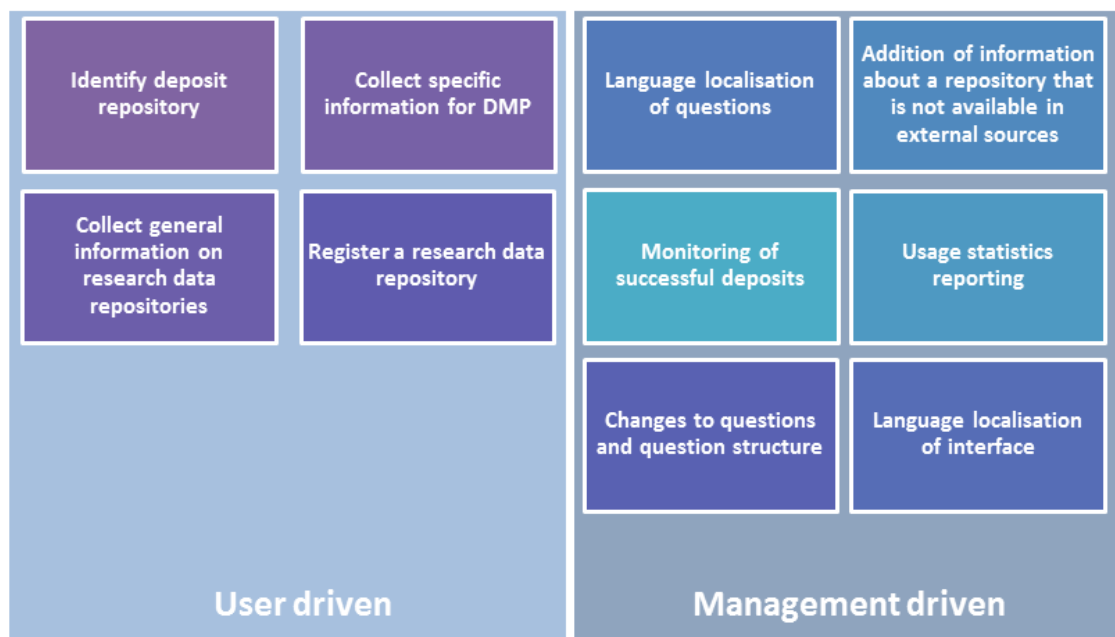 Identify deposit
repository
Collect specific
information for DMP
Collect general
information on
research data
repositories
Register a research data
repository
User driven
Language localisation
of questions
Addition of information
about a repository that
is not available in
external sources
Monitoring of
successful deposits
Usage statistics
reporting
Changes to questions
and question structure
Language localisation
of interface
Management driven